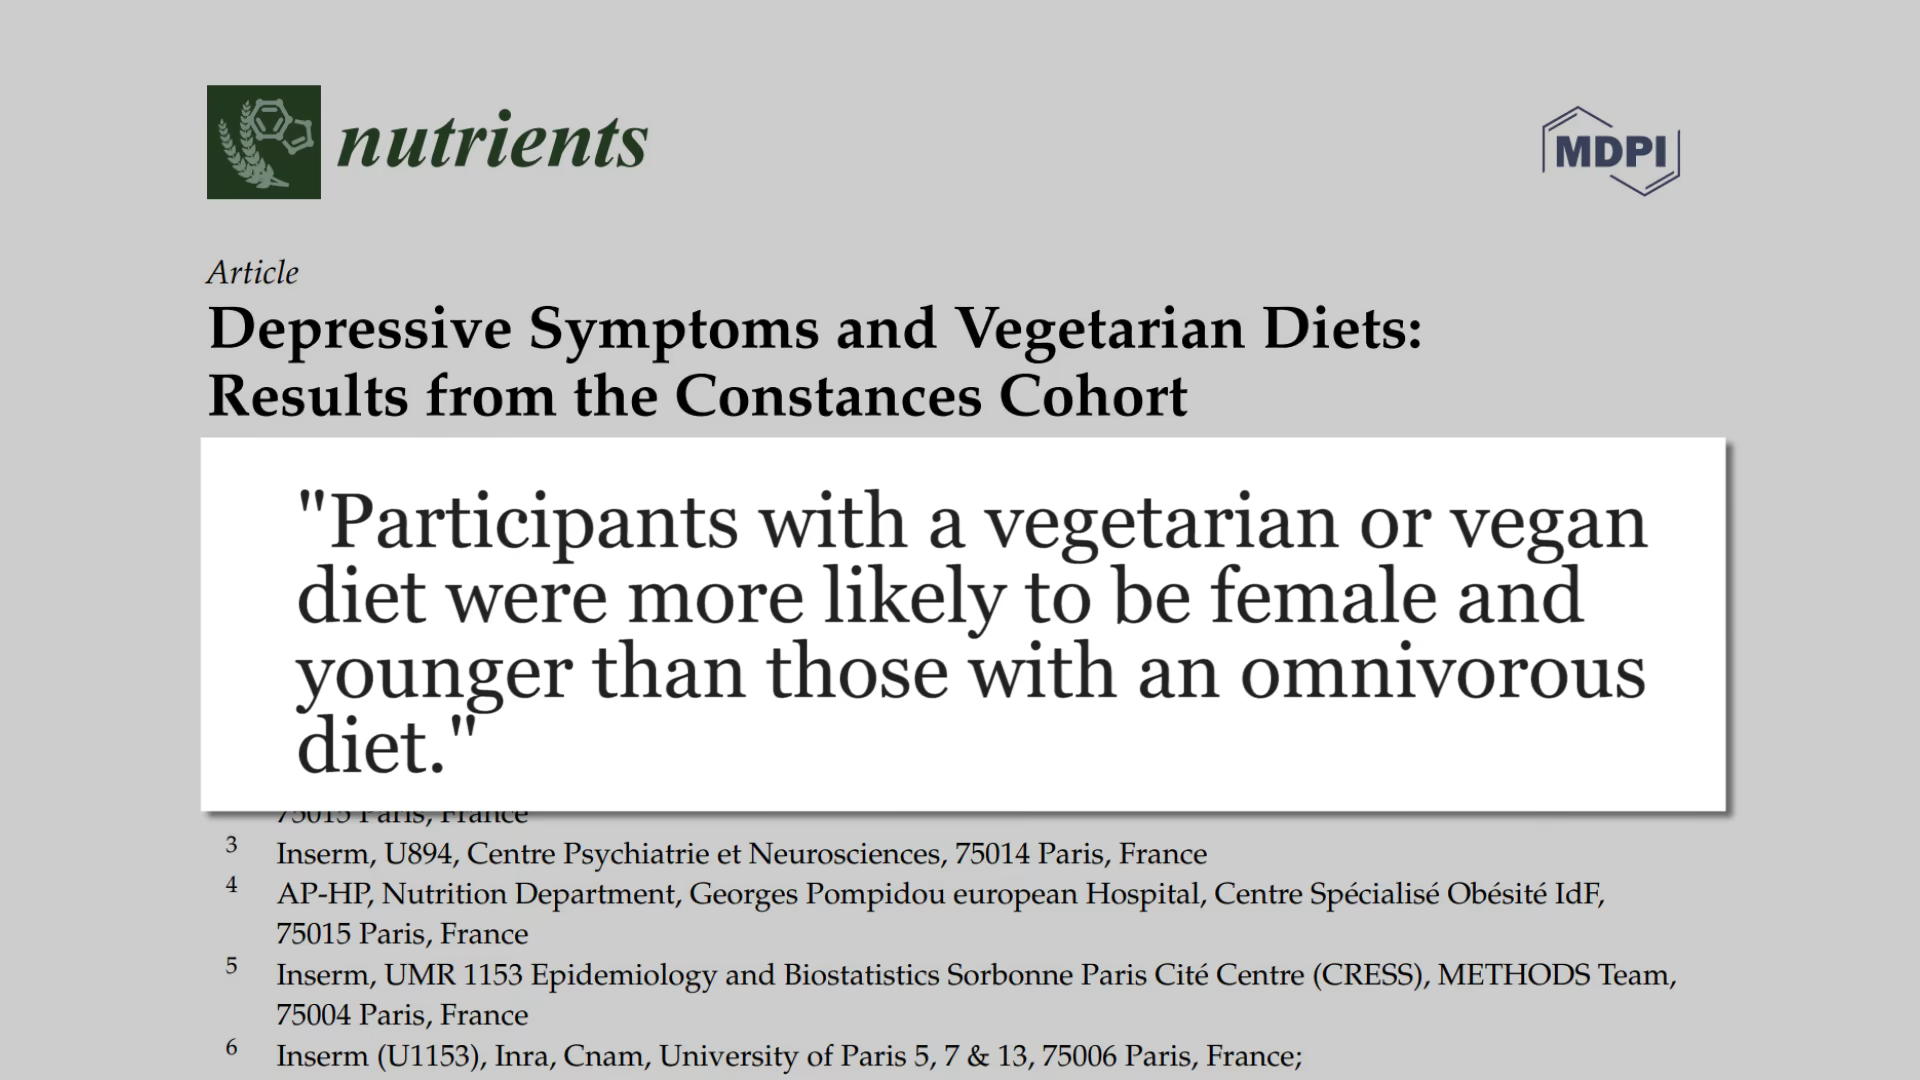 nutrients
MDPI
Article
Depressive Symptoms and Vegetarian Diets:
Results from the Constances Cohort
"Participants with a vegetarian or vegan
diet were more likely to be female and
younger than those with an omnivorous
diet."
75015 Paris, France
3 Inserm, U894, Centre Psychiatrie et Neurosciences, 75014 Paris, France
4 AP-HP, Nutrition Department, Georges Pompidou european Hospital, Centre Spécialisé Obésité IdF,
75015 Paris, France
5 Inserm, UMR 1153 Epidemiology and Biostatistics Sorbonne Paris Cité Centre (CRESS), METHODS Team,
75004 Paris, France
6 Inserm (U1153), Inra, Cnam, University of Paris 5, 7 & 13, 75006 Paris, France;